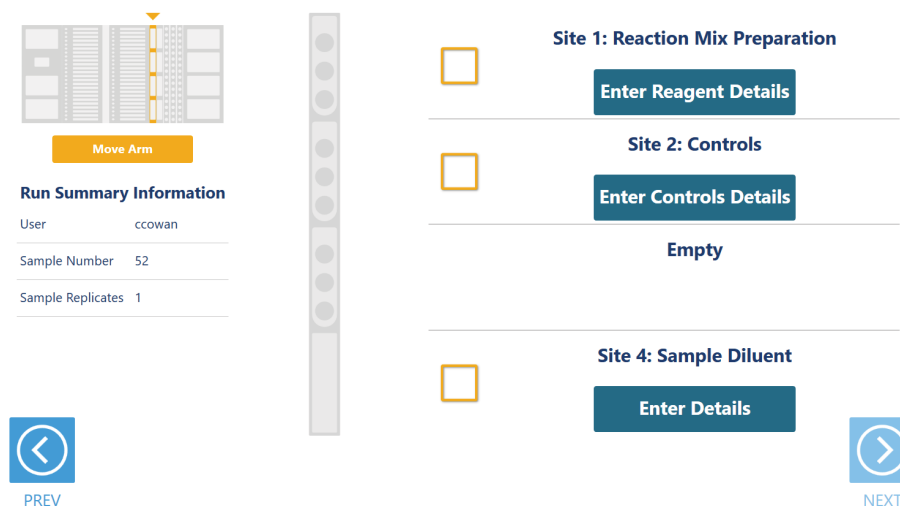 Move Arm
Run Summary Information
User ccowan
Sample Number 52
Sample Replicates 1
PREV
Site 1: Reaction Mix Preparation
Enter Reagent Details
Site 2: Controls
Enter Controls Details
Empty
Site 4: Sample Diluent
Enter Details
NEXT